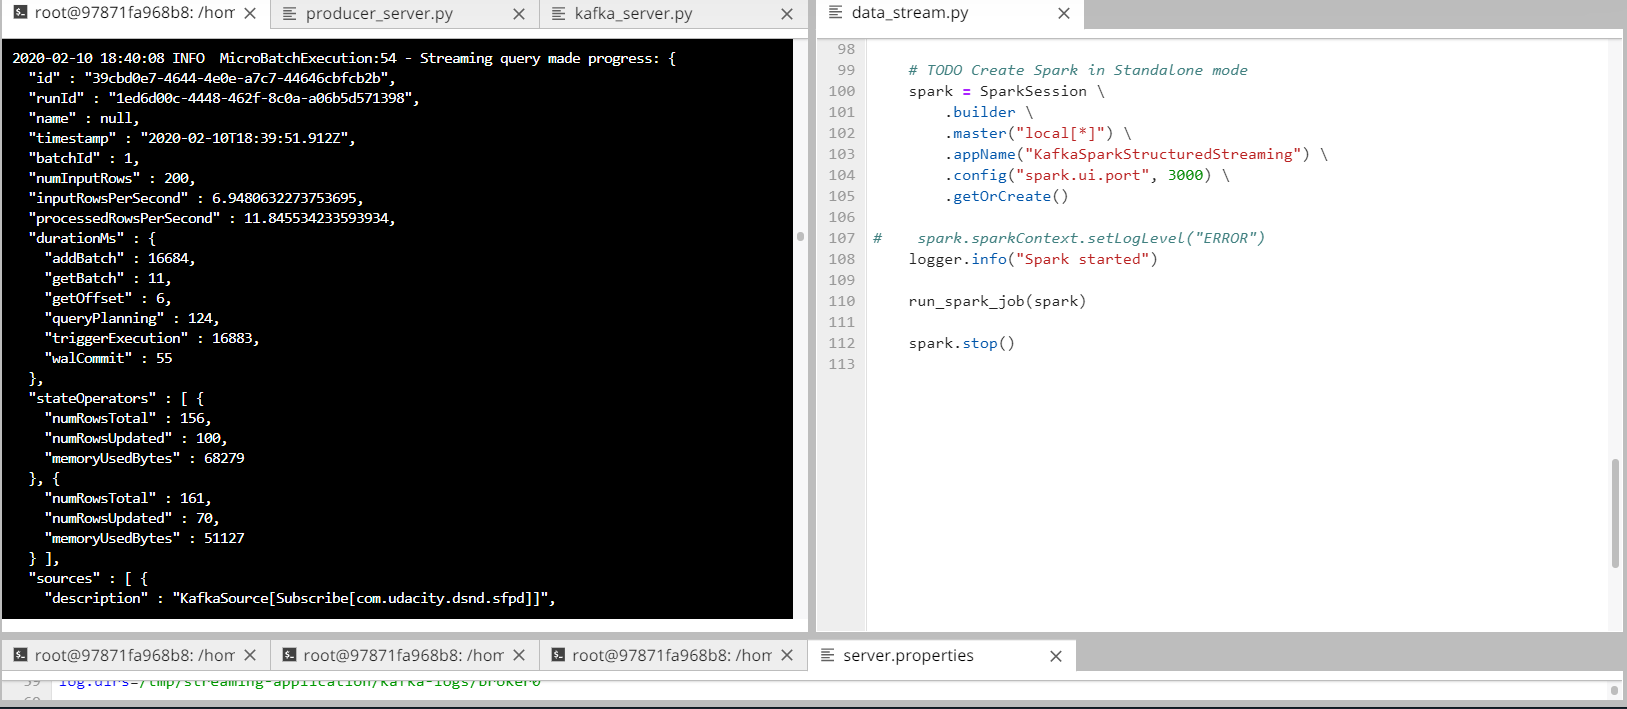 root@97871fa968b8: /hom
producer_server.py
kafka_server.py
2020-02-10 18:40:08 INFO  MicroBatchExecution:54 - Streaming query made progress: {
  "id" : "39cbd0e7-4644-4e0e-a7c7-44646cbfcb2b",
  "runId" : "1ed6d00c-4448-462f-8c0a-a06b5d571398",
  "name" : null,
  "timestamp" : "2020-02-10T18:39:51.912Z",
  "batchId" : 1,
  "numInputRows" : 200,
  "inputRowsPerSecond" : 6.9480632273753695,
  "processedRowsPerSecond" : 11.845534233593934,
  "durationMs" : {
    "addBatch" : 16684,
    "getBatch" : 11,
    "getOffset" : 6,
    "queryPlanning" : 124,
    "triggerExecution" : 16883,
    "walCommit" : 55
  },
  "stateOperators" : [ {
    "numRowsTotal" : 156,
    "numRowsUpdated" : 100,
    "memoryUsedBytes" : 68279
  }, {
    "numRowsTotal" : 161,
    "numRowsUpdated" : 70,
    "memoryUsedBytes" : 51127
  } ],
  "sources" : [ {
    "description" : "KafkaSource[Subscribe[com.udacity.dsnd.sfpd]]",
data_stream.py
98
99     # TODO Create Spark in Standalone mode
100    spark = SparkSession \
101        .builder \
102        .master("local[*]") \
103        .appName("KafkaSparkStructuredStreaming") \
104        .config("spark.ui.port", 3000) \
105        .getOrCreate()
106
107 #    spark.sparkContext.setLogLevel("ERROR")
108    logger.info("Spark started")
109
110    run_spark_job(spark)
111
112    spark.stop()
113
root@97871fa968b8: /hom
root@97871fa968b8: /hom
root@97871fa968b8: /hom
server.properties
59 log.dirs=/tmp/streaming-application/kafka-logs/broker0
60